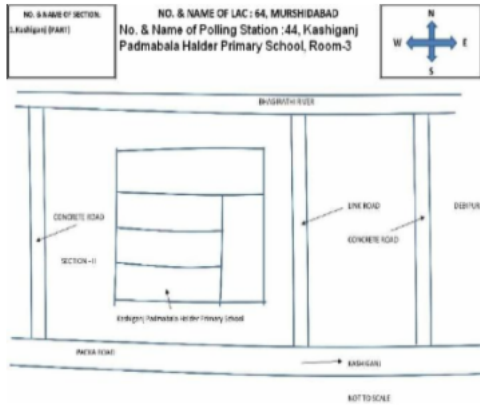 NO. & NAME OF SECTION.
1.Kashiganj (PART)
NO. & NAME OF LAC : 64, MURSHIDABAD
No. & Name of Polling Station :44, Kashiganj
Padmabala Halder Primary School, Room-3
N
W E
S
BHAGIRATHI RIVER
CONCRETE ROAD
LINK ROAD
DEBIPUR
CONCRETE ROAD
SECTION -II
Kashiganj Padmabala Halder Primary School
PACKA ROAD
KASHIGANJ
NOT TO SCALE